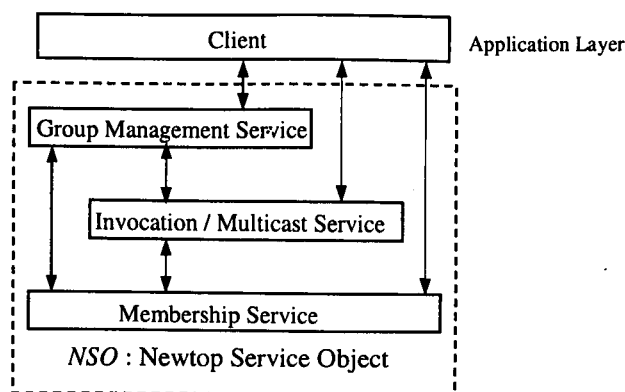 Client
Application Layer
Group Management Service
Invocation / Multicast Service
Membership Service
NSO : Newtop Service Object